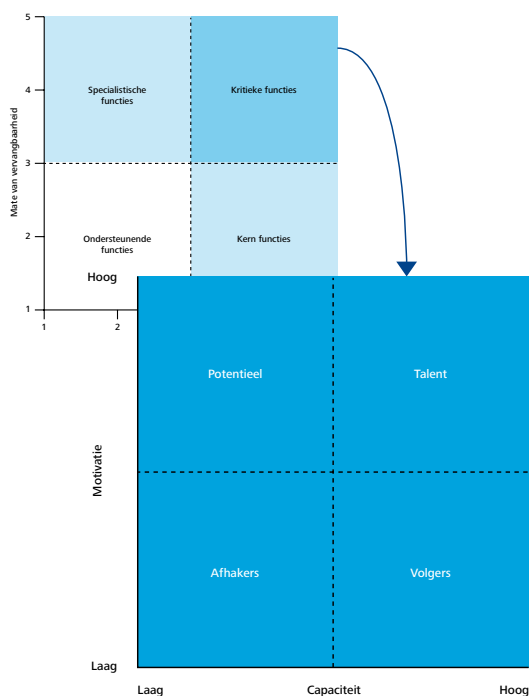 5
4
3
2
1
Mate van vervangbaarheid
Specialistische
functies
Kritieke functies
Ondersteunende
functies
Kern functies
1
2
Hoog
Motivatie
Laag
Potentieel
Talent
Afhakers
Volgers
Laag
Capaciteit
Hoog